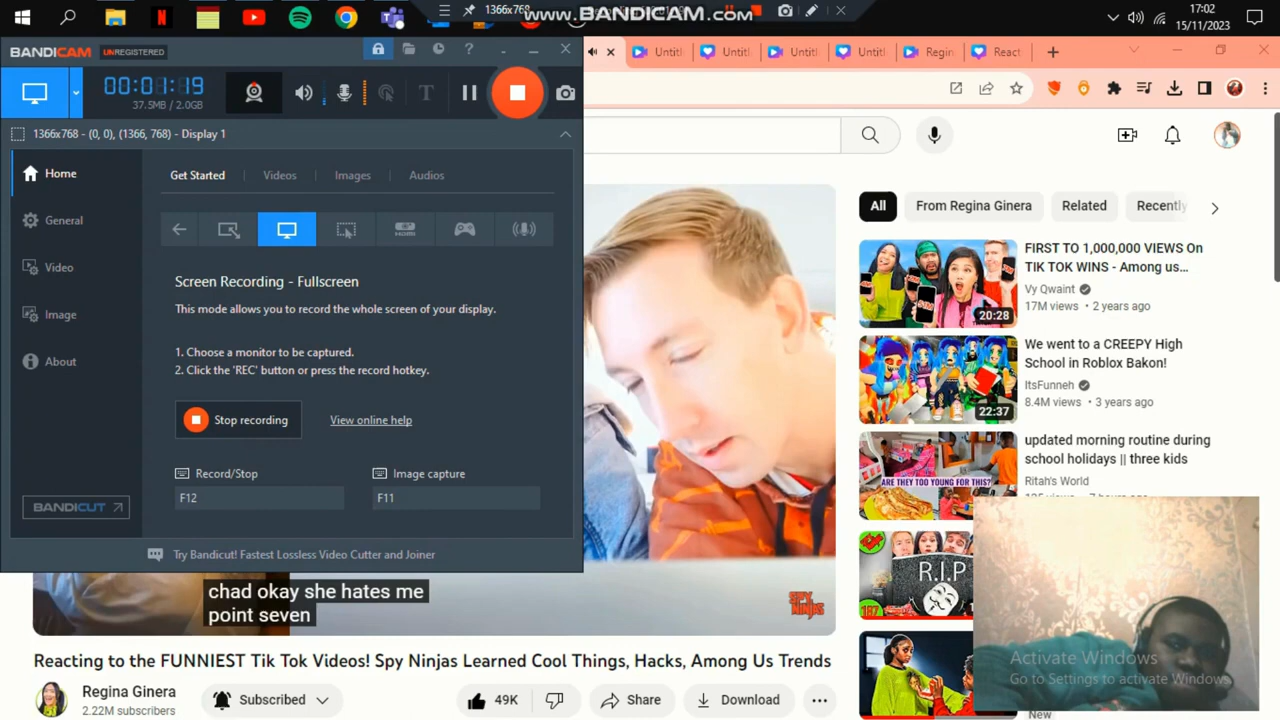 1366x768
www.BANDICAM.com
17:02
15/11/2023
BANDICAM UNREGISTERED
00:01:19
37.5MB / 2.0GB
1366x768 - (0, 0), (1366, 768) - Display 1
Home
General
Video
Image
About
BANDICUT
Get Started
Videos
Images
Audios
HDMI
Screen Recording - Fullscreen
This mode allows you to record the whole screen of your display.
1. Choose a monitor to be captured.
2. Click the 'REC' button or press the record hotkey.
Stop recording
View online help
Record/Stop
Image capture
F12
F11
Try Bandicut! Fastest Lossless Video Cutter and Joiner
Untitl
Untitl
Untitl
Untitl
Regin
React
All
From Regina Ginera
Related
Recently
FIRST TO 1,000,000 VIEWS On
TIK TOK WINS - Among us...
Vy Qwaint
17M views • 2 years ago
20:28
We went to a CREEPY High
School in Roblox Bakon!
ItsFunneh
8.4M views • 3 years ago
22:37
updated morning routine during
school holidays || three kids
Ritah's World
ARE THEY TOO YOUNG FOR THIS?
R.I.P
chad okay she hates me
point seven
SPY
NINJAS
Reacting to the FUNNIEST Tik Tok Videos! Spy Ninjas Learned Cool Things, Hacks, Among Us Trends
Regina Ginera
2.22M subscribers
Subscribed
49K
Share
Download
Activate Windows
Go to Settings to activate Windows.
New